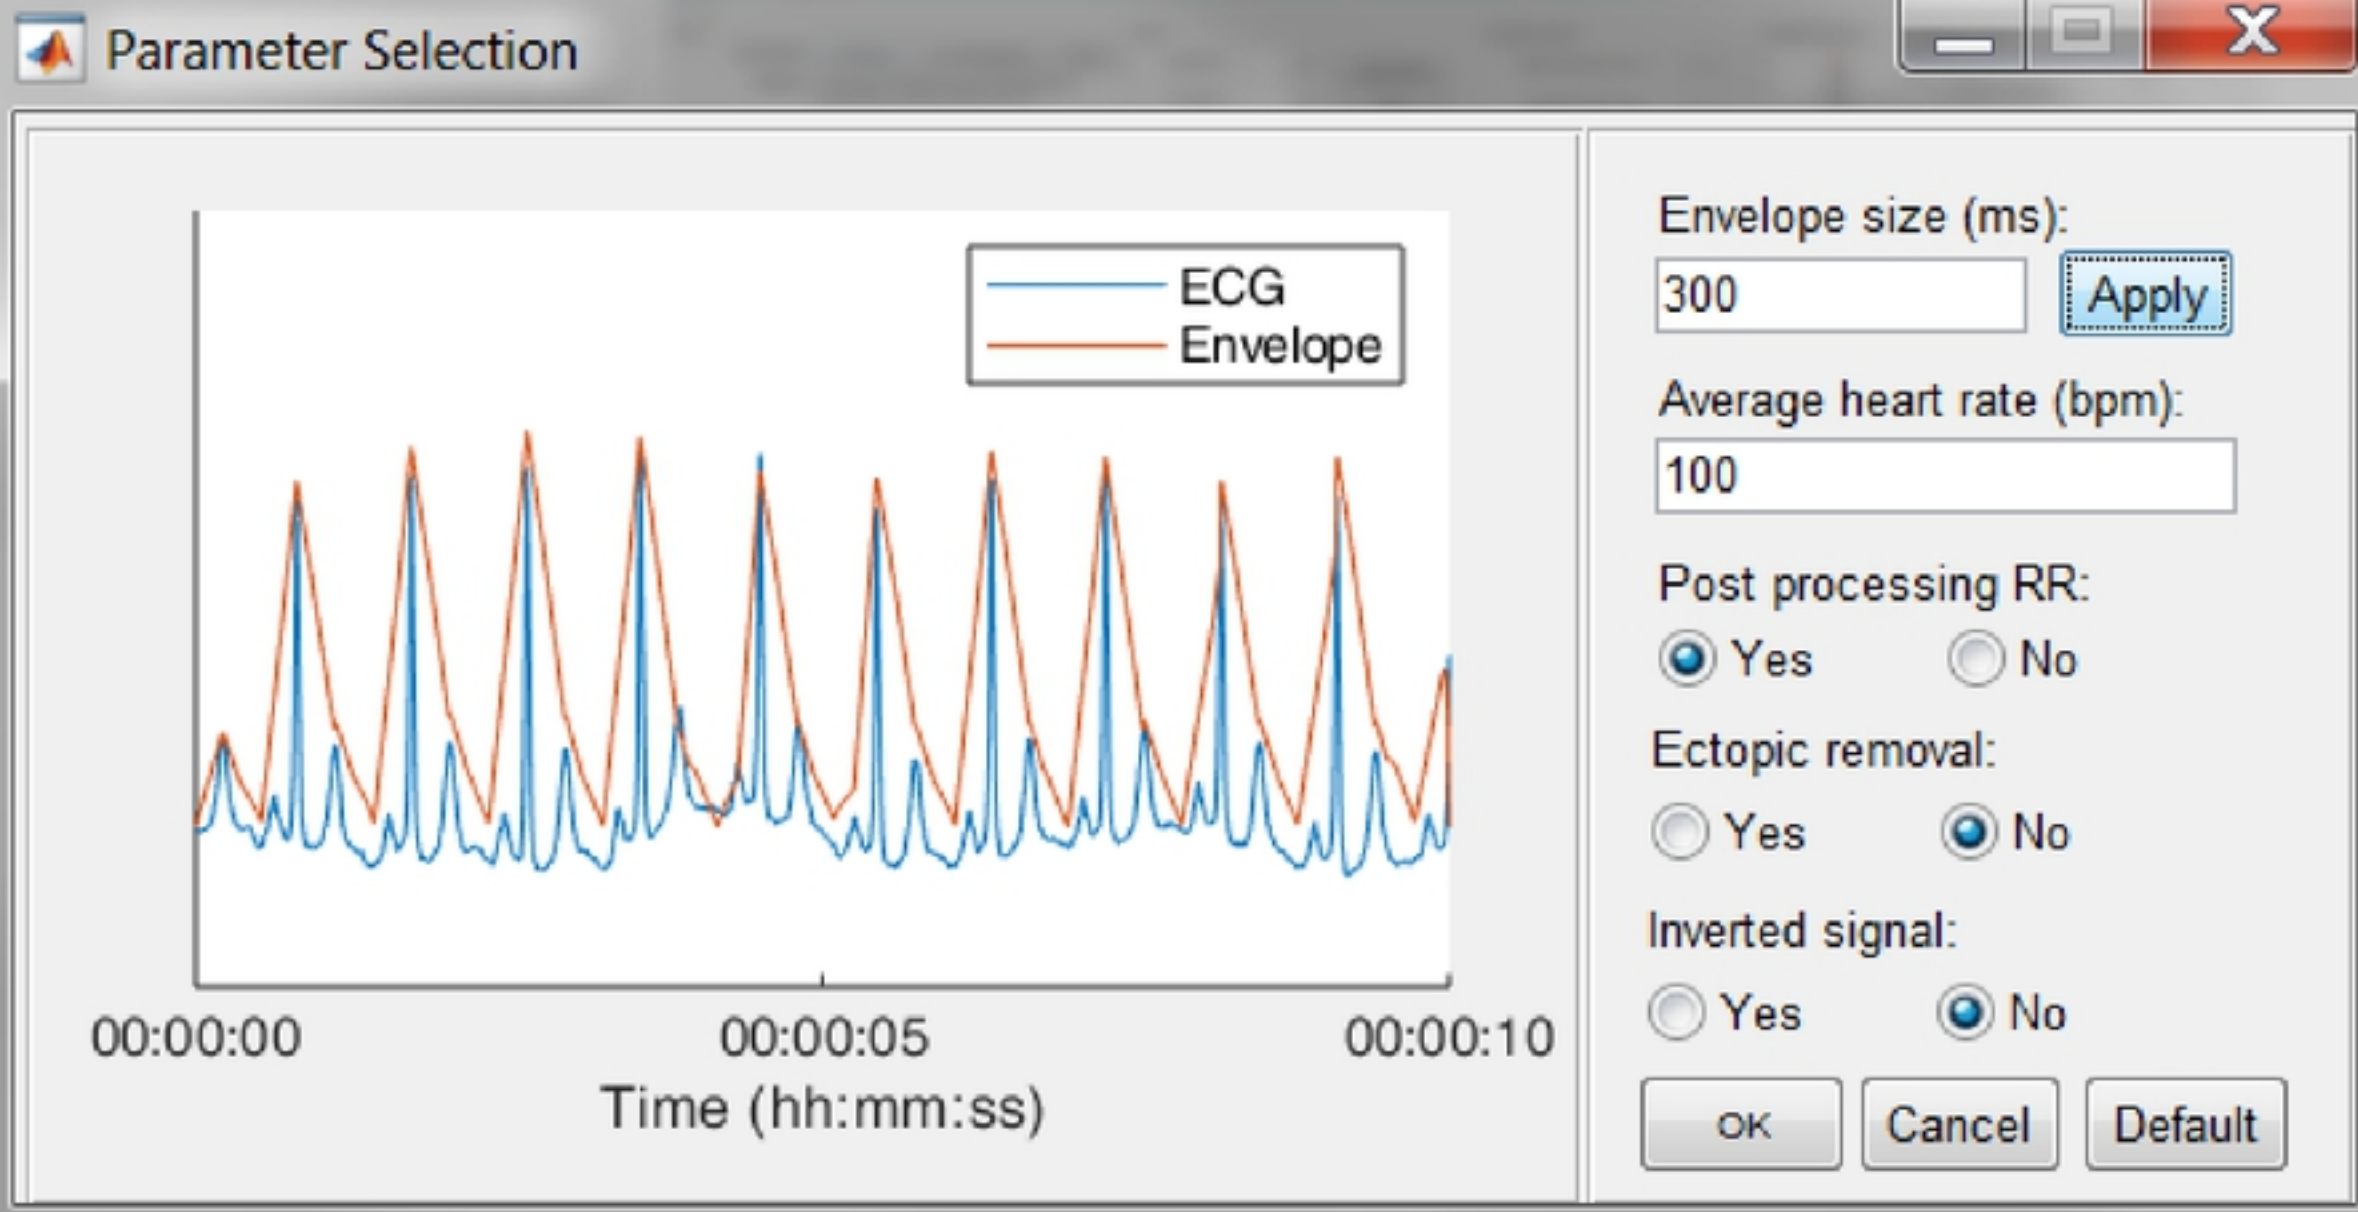 Parameter Selection
ECG
Envelope
00:00:00 00:00:05 00:00:10
Time (hh:mm:ss)
Envelope size (ms):
300 Apply
Average heart rate (bpm):
100
Post processing RR:
Yes No
Ectopic removal:
Yes No
Inverted signal:
Yes No
OK Cancel Default